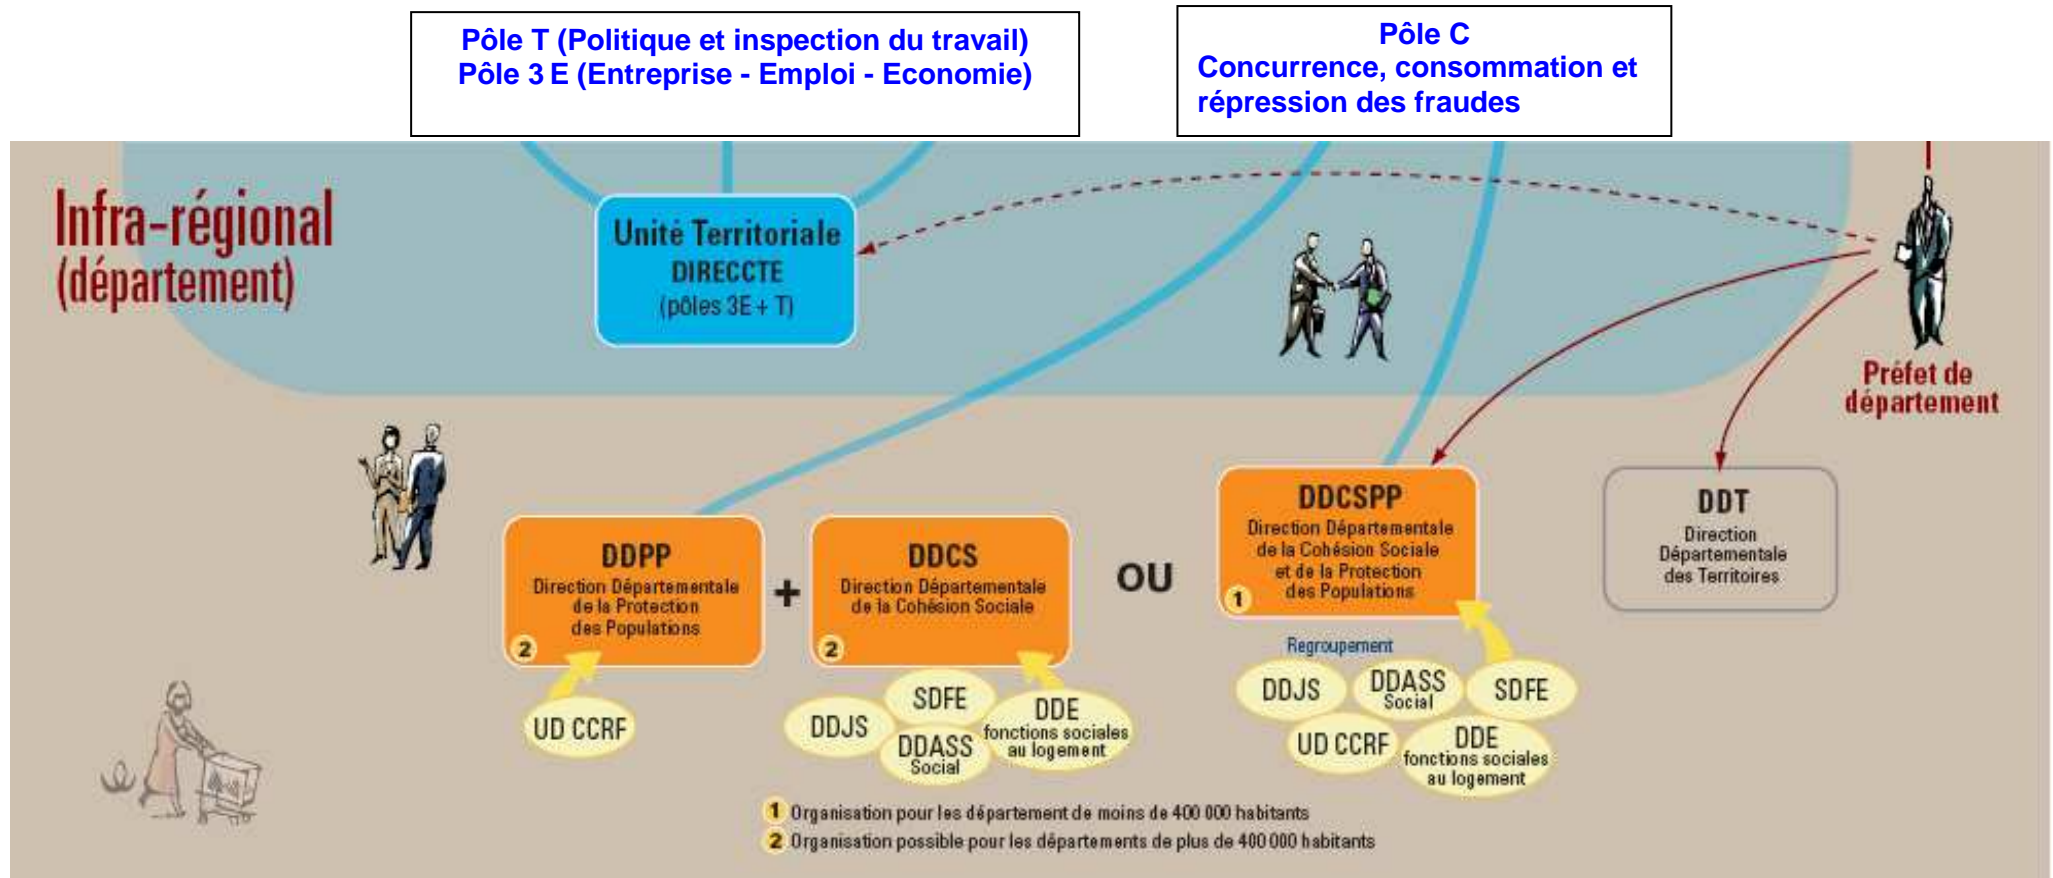 Pôle T (Politique et inspection du travail)
Pôle 3 E (Entreprise - Emploi - Economie)
Pôle C
Concurrence, consommation et
répression des fraudes
Infra-régional
(département)
Unité Territoriale
DIRECCTE
(pôles 3E + T)
Préfet de
département
DDPP
Direction Départementale
de la Protection
des Populations
2
+
DDCS
Direction Départementale
de la Cohésion Sociale
2
OU
DDCSPP
Direction Départementale
de la Cohésion Sociale
et de la Protection
des Populations
1
DDT
Direction
Départementale
des Territoires
UD CCRF
DDJS
SDFE
DDASS
Social
DDE
fonctions sociales
au logement
Regroupement
DDJS
DDASS
Social
SDFE
UD CCRF
DDE
fonctions sociales
au logement
1 Organisation pour les département de moins de 400 000 habitants
2 Organisation possible pour les départements de plus de 400 000 habitants